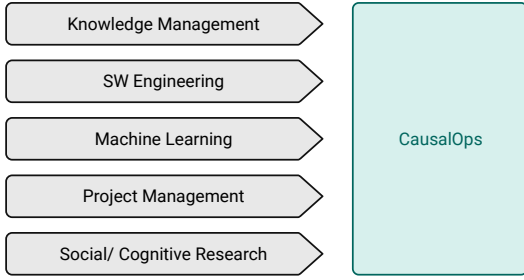 Knowledge Management
SW Engineering
Machine Learning
CausalOps
Project Management
Social/ Cognitive Research